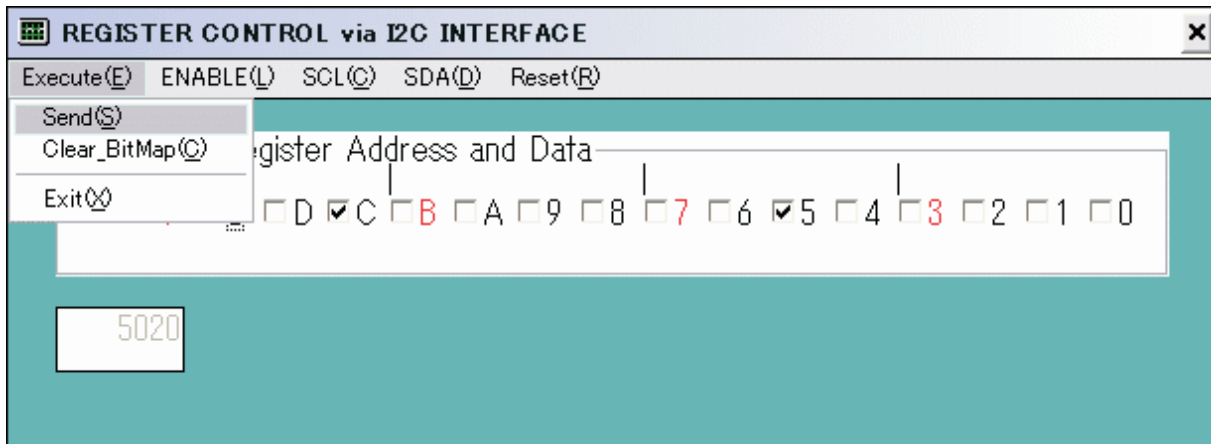 REGISTER CONTROL via I2C INTERFACE
Execute(E) ENABLE(L) SCL(C) SDA(D) Reset(R)
Send(S)
Clear_BitMap(C)
Exit(X)
Address and Data
D C B A 9 8 7 6 5 4 3 2 1 0
5020